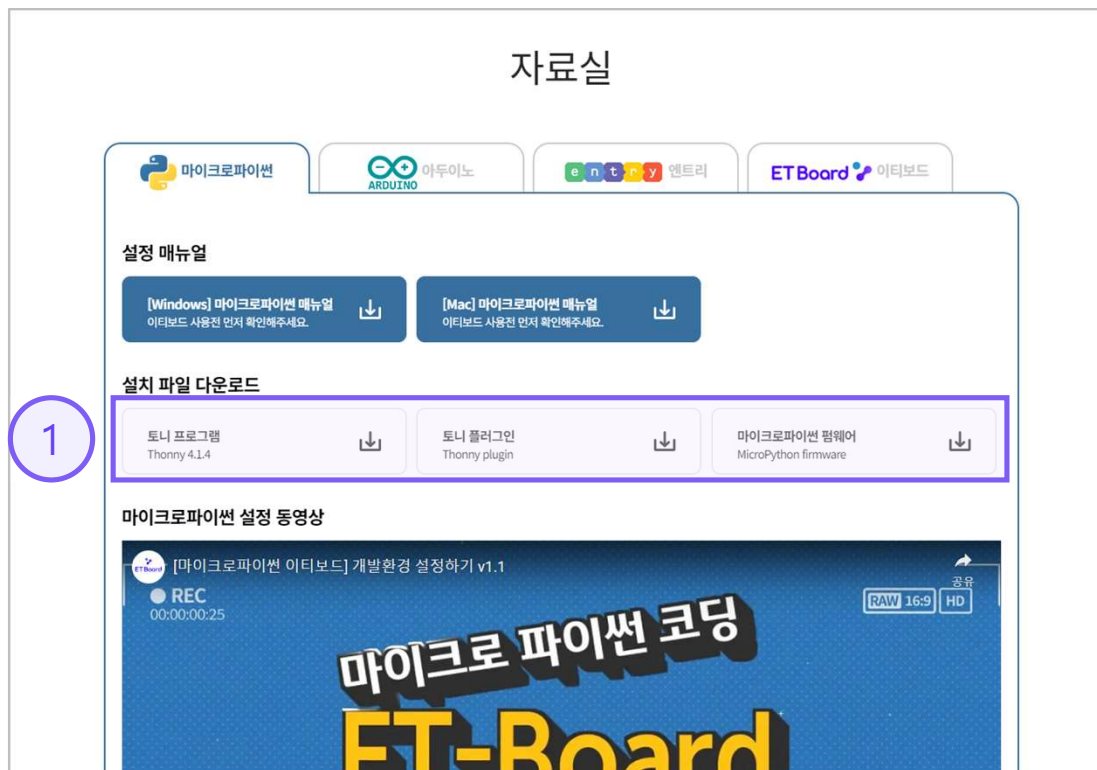 자료실
마이크로파이썬
ARDUINO
아두이노
entry 엔트리
ET Board 이티보드
설정 매뉴얼
[Windows] 마이크로파이썬 매뉴얼
이티보드 사용전 먼저 확인해주세요.
[Mac] 마이크로파이썬 매뉴얼
이티보드 사용전 먼저 확인해주세요.
설치 파일 다운로드
1
토니 프로그램
Thonny 4.1.4
토니 플러그인
Thonny plugin
마이크로파이썬 펌웨어
MicroPython firmware
마이크로파이썬 설정 동영상
ET Board
[마이크로파이썬 이티보드] 개발환경 설정하기 v1.1
공유
REC
00:00:00:25
RAW 16:9 HD
마이크로 파이썬 코딩
ET-Board